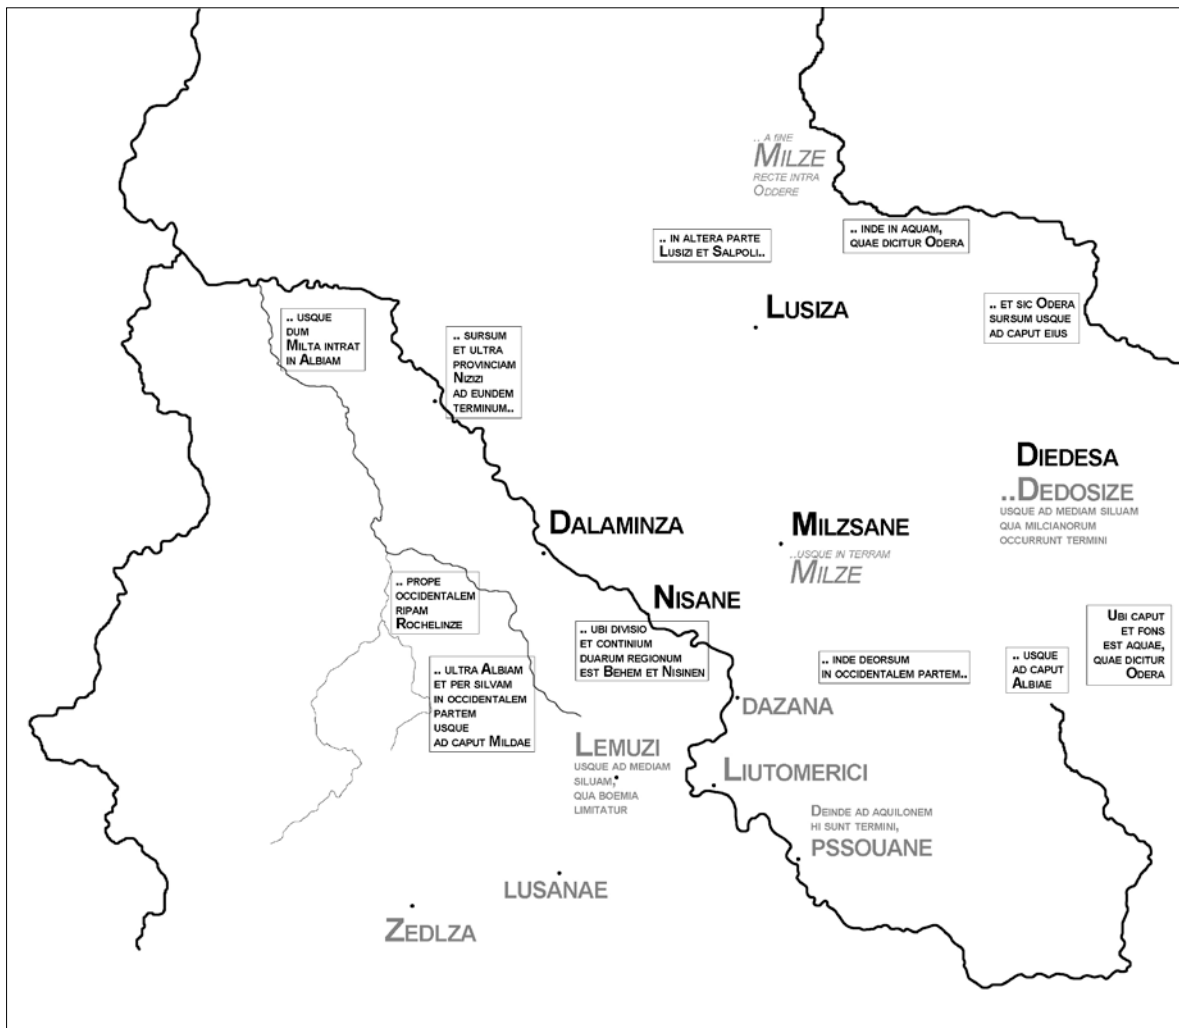 .. A FINE
MILZE
RECTE INTRA
ODDERE
.. IN ALTERA PARTE
LUSIZI ET SALPOLI..
.. INDE IN AQUAM,
QUAE DICITUR ODERA
LUSIZA
.. ET SIC ODERA
SURSUM USQUE
AD CAPUT EIUS
.. USQUE
DUM
MILTA INTRAT
IN ALBIAM
.. SURSUM
ET ULTRA
PROVINCIAM
NIZIZI
AD EUNDEM
TERMINUM..
DIEDESA
..DEDOSIZE
USQUE AD MEDIAM SILUAM
QUA MILCIANORUM
OCCURRUNT TERMINI
DALAMINZA
MILZSANE
..USQUE IN TERRAM
MILZE
.. PROPE
OCCIDENTALEM
RIPAM
ROCHELINZE
NISANE
.. UBI DIVISIO
ET CONTINIUM
DUARUM REGIONUM
EST BEHEM ET NISINEN
UBI CAPUT
ET FONS
EST AQUAE,
QUAE DICITUR
ODERA
.. INDE DEORSUM
IN OCCIDENTALEM PARTEM..
.. USQUE
AD CAPUT
ALBIAE
.. ULTRA ALBIAM
ET PER SILVAM
IN OCCIDENTALEM
PARTEM
USQUE
AD CAPUT MILDAE
DAZANA
LEMUZI
USQUE AD MEDIAM
SILUAM,
QUA BOEMIA
LIMITATUR
LIUTOMERICI
DEINDE AD AQUILONEM
HI SUNT TERMINI,
PSSOUANE
LUSANAE
ZEDLZA